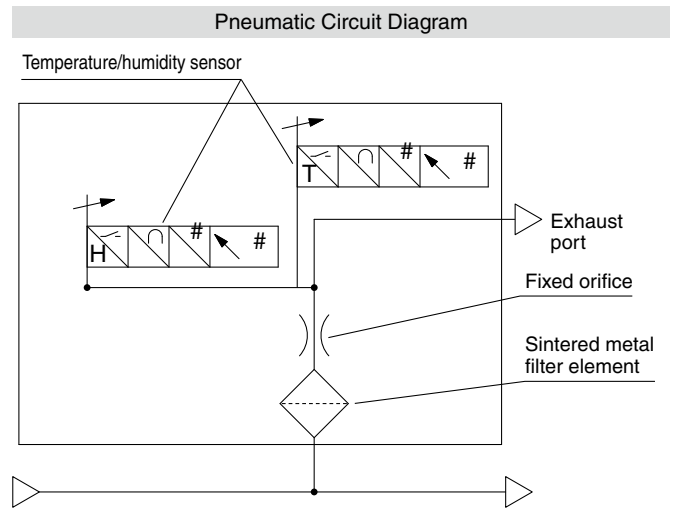 Pneumatic Circuit Diagram
Temperature/humidity sensor
T # #
H # #
Exhaust
port
Fixed orifice
Sintered metal
filter element